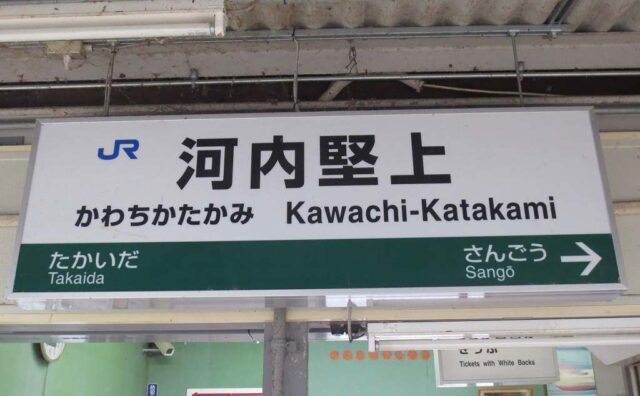 JR 河内堅上
かわちかたかみ Kawachi-Katakami
たかいだ さんごう →
Takaida Sangō
Tickets with White Backs